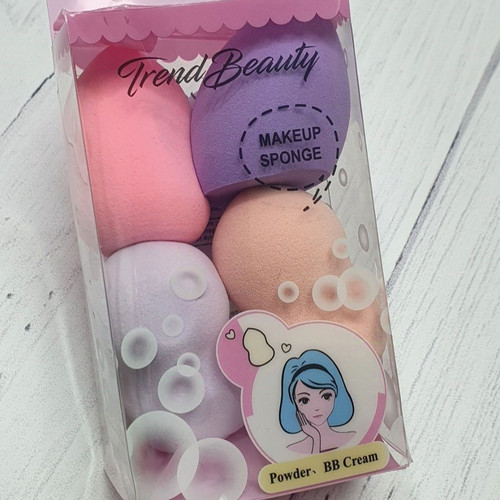 Trend Beauty
MAKEUP
SPONGE
Powder、BB Cream